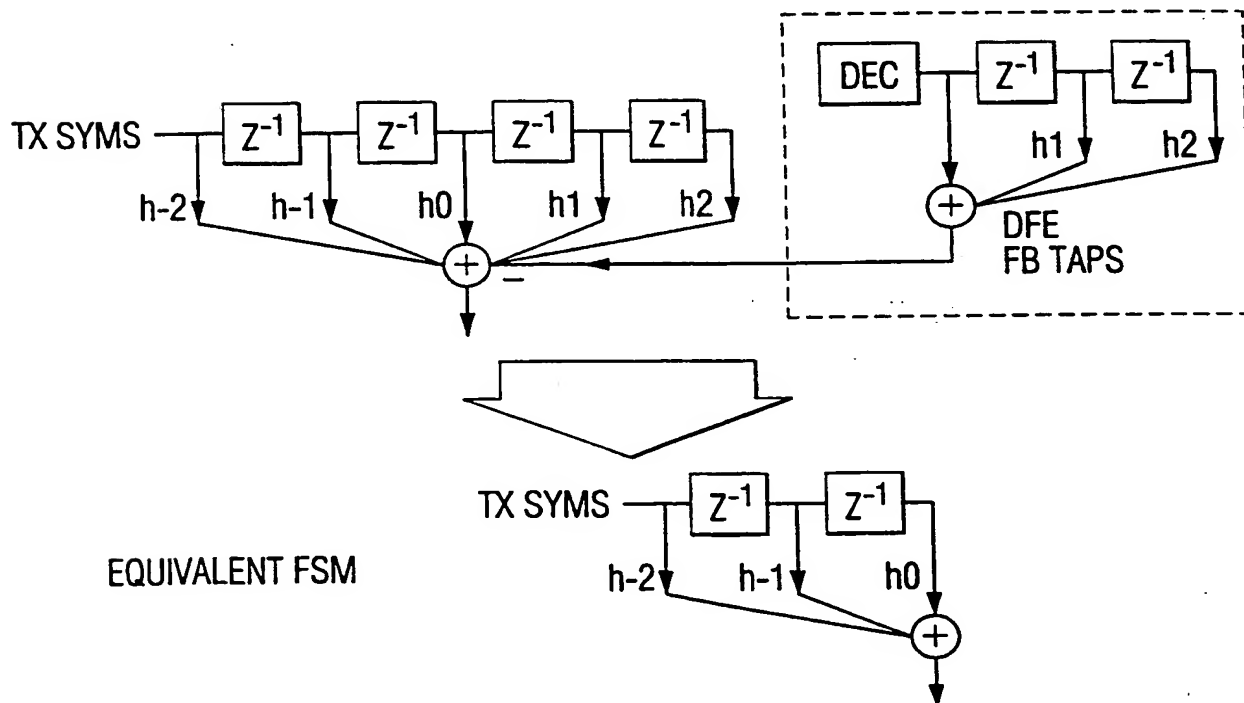 DEC Z⁻¹ Z⁻¹
TX SYMS Z⁻¹ Z⁻¹ Z⁻¹ Z⁻¹
h1 h2
h-2 h-1 h0 h1 h2
+
+ −
DFE
FB TAPS
TX SYMS Z⁻¹ Z⁻¹
EQUIVALENT FSM
h-2 h-1 h0
+